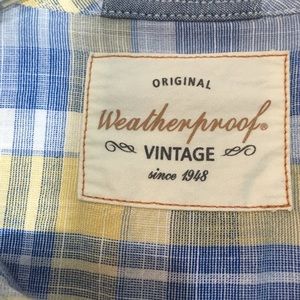 ORIGINAL
Weatherproof®
VINTAGE
since 1948